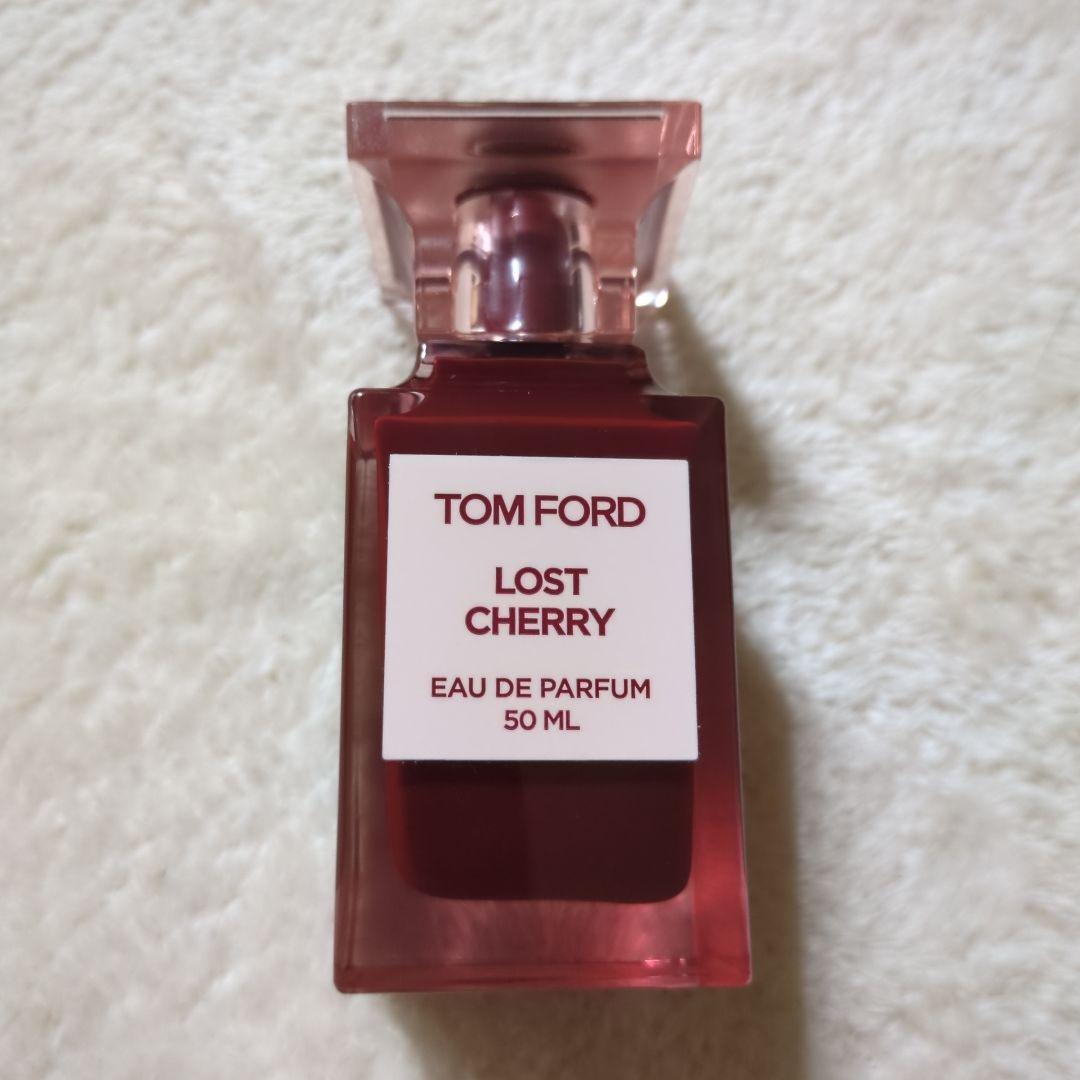 TOM FORD
LOST
CHERRY
EAU DE PARFUM
50 ML